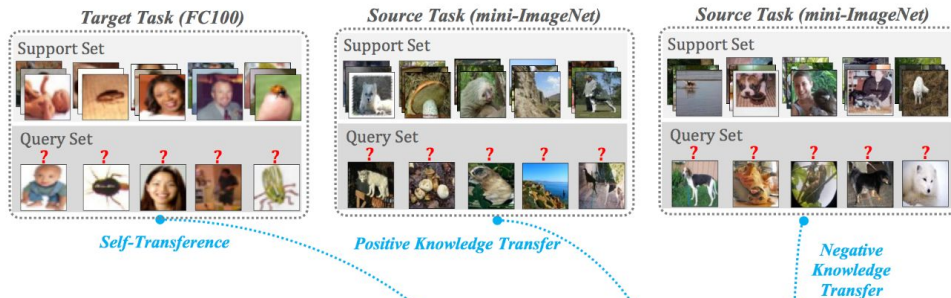 Target Task (FC100)
Support Set
Query Set
? ? ? ? ?
Self-Transference
Source Task (mini-ImageNet)
Support Set
Query Set
? ? ? ? ?
Positive Knowledge Transfer
Source Task (mini-ImageNet)
Support Set
Query Set
? ? ? ? ?
Negative
Knowledge
Transfer